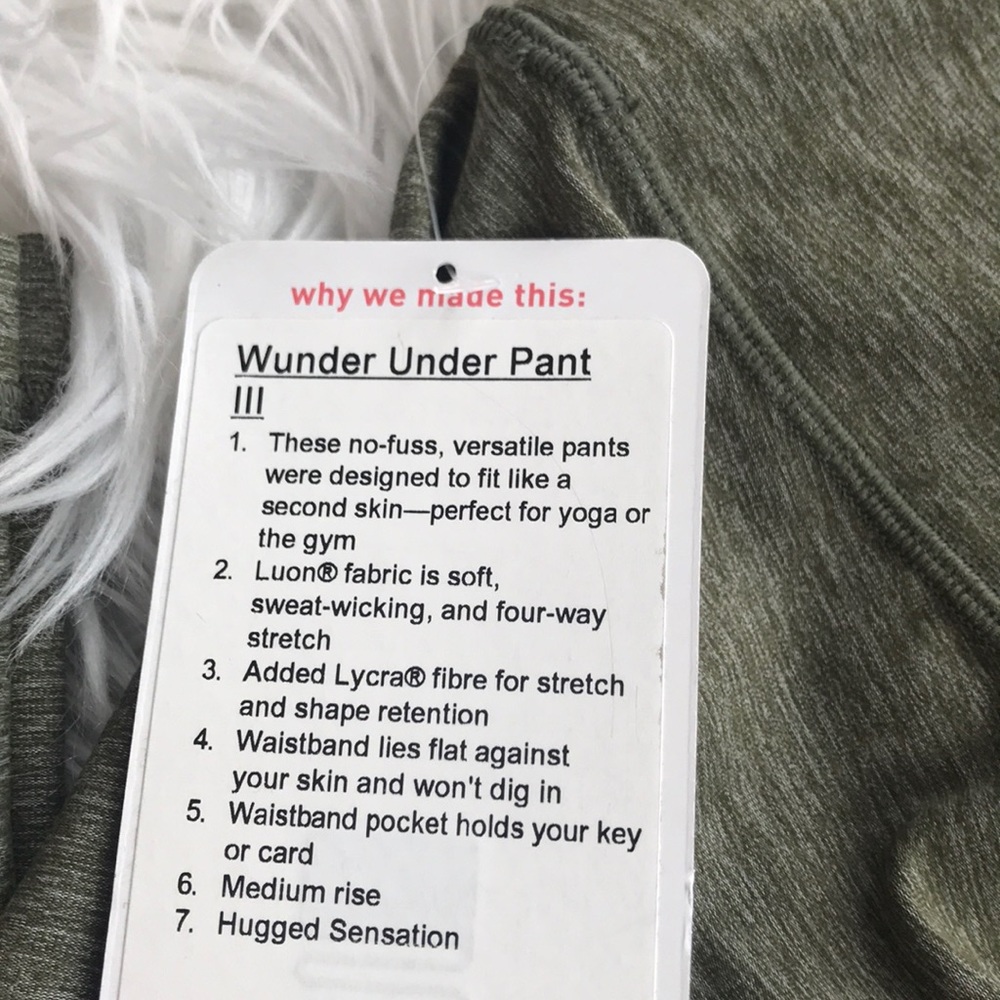 why we made this:
Wunder Under Pant
III
1. These no-fuss, versatile pants
were designed to fit like a
second skin—perfect for yoga or
the gym
2. Luon® fabric is soft,
sweat-wicking, and four-way
stretch
3. Added Lycra® fibre for stretch
and shape retention
4. Waistband lies flat against
your skin and won't dig in
5. Waistband pocket holds your key
or card
6. Medium rise
7. Hugged Sensation